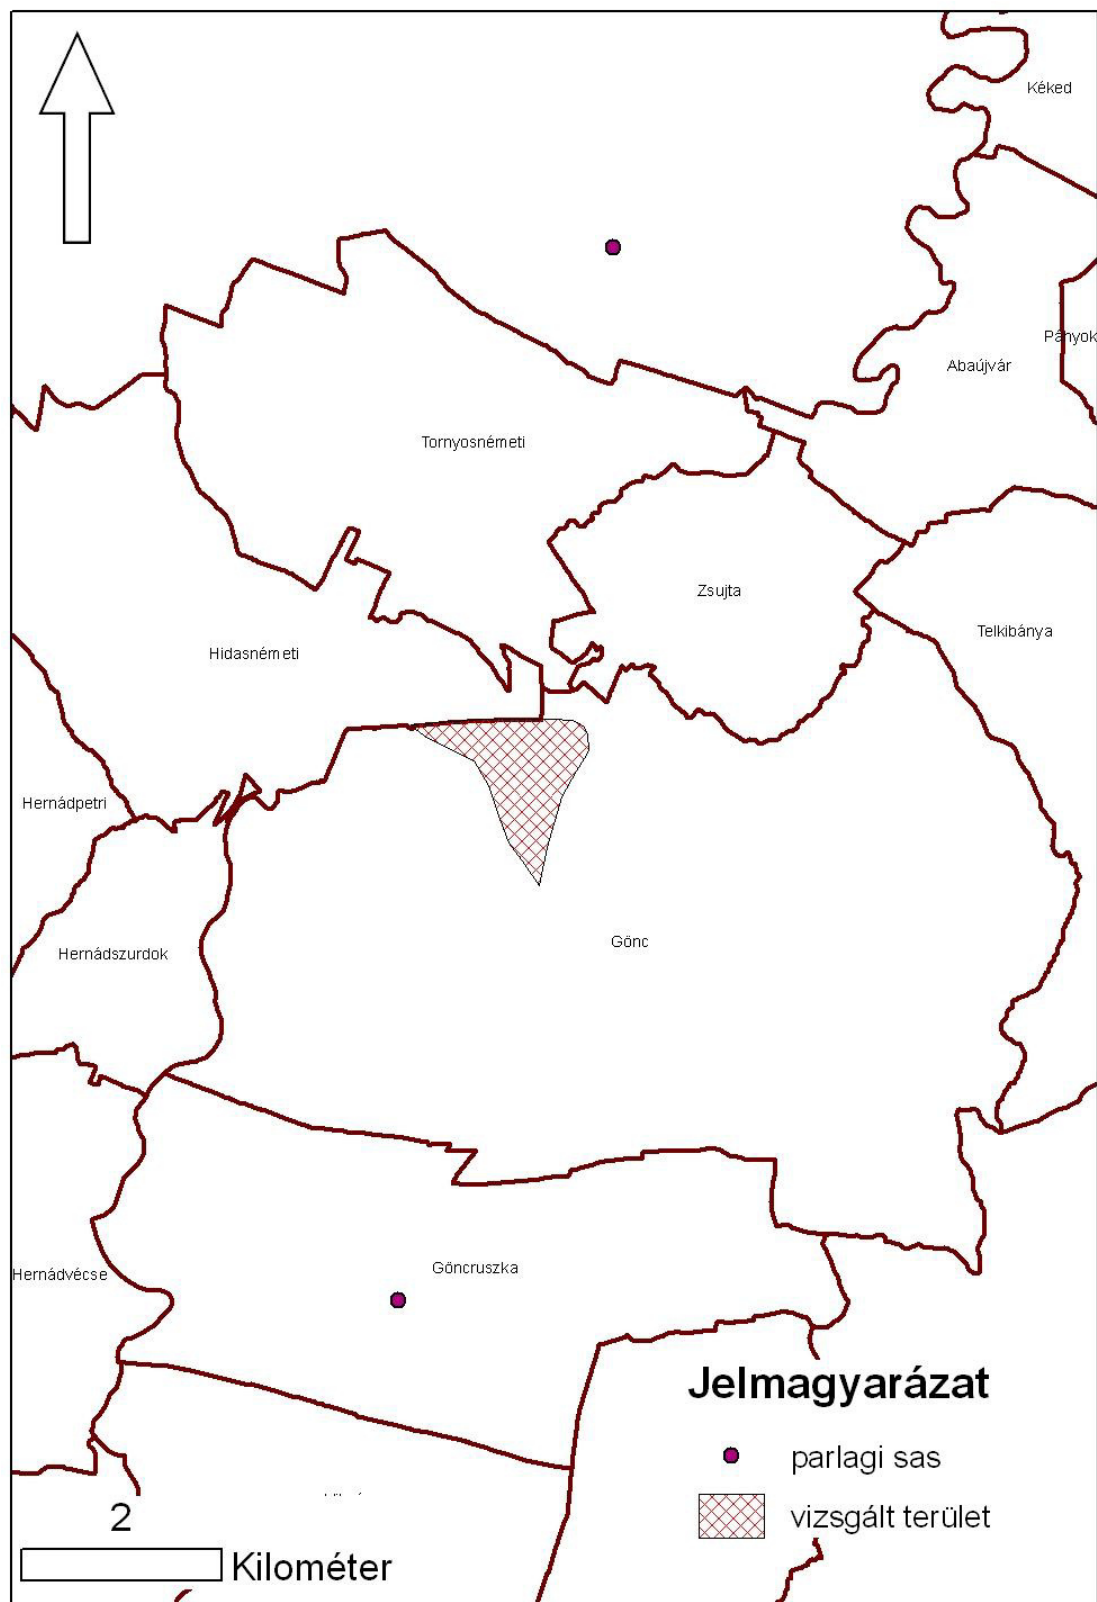 Kéked
Pányok
Abaújvár
Tornyosnémeti
Zsujta
Telkibánya
Hidasnémeti
Hernádpetri
Gönc
Hernádszurdok
Göncruszka
Hernádvécse
Jelmagyarázat
parlagi sas
vizsgált terület
2
Kilométer